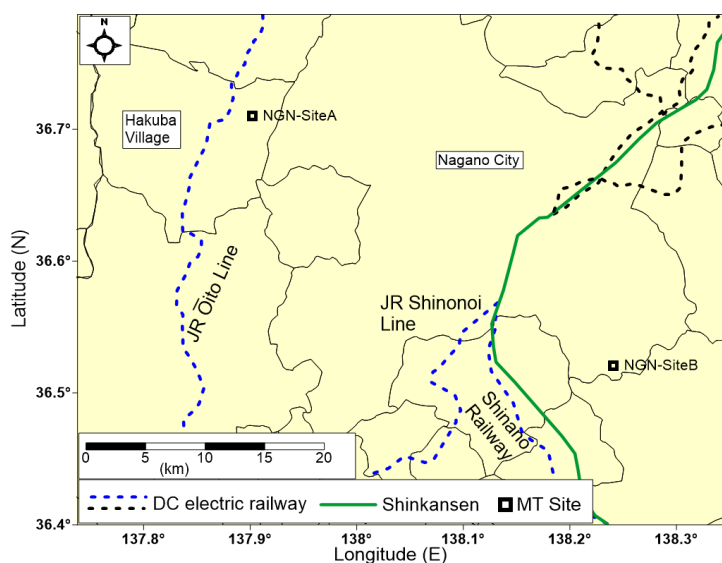 N
Hakuba
Village
NGN-SiteA
Nagano City
36.7°
36.6°
36.5°
36.4°
Latitude (N)
JR Ōito Line
JR Shinonoi
Line
NGN-SiteB
Shinano
Railway
0 5 10 15 20
(km)
DC electric railway Shinkansen MT Site
137.8° 137.9° 138° 138.1° 138.2° 138.3°
Longitude (E)